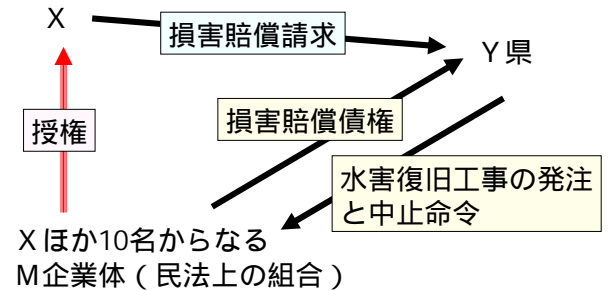 X
損害賠償請求
Y県
授権
損害賠償債権
水害復旧工事の発注
と中止命令
Xほか10名からなる
M企業体(民法上の組合)